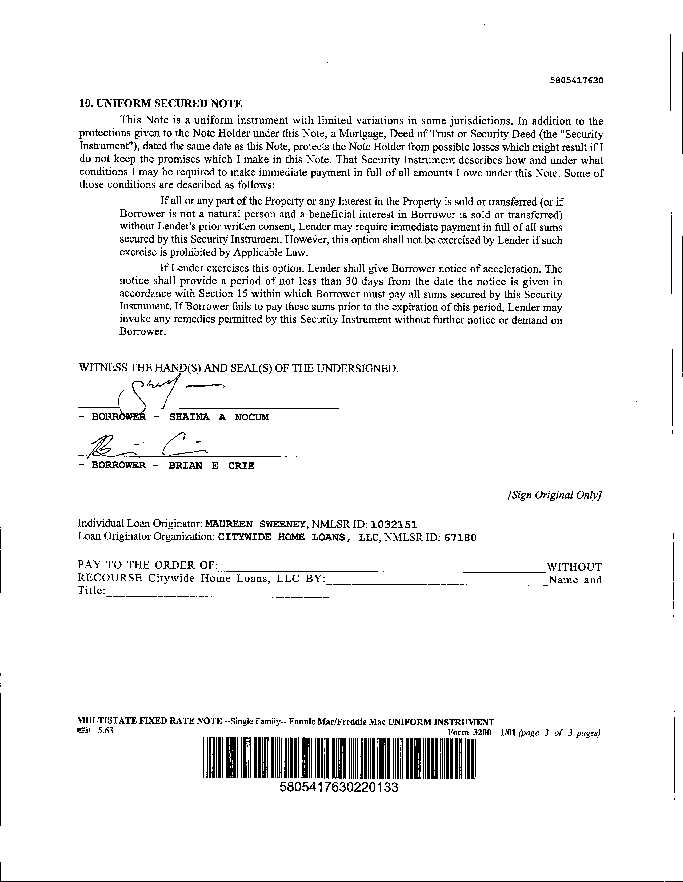 5805417630
10. UNIFORM SECURED NOTE
This Note is a uniform instrument with limited variations in some jurisdictions. In addition to the
protections given to the Note Holder under this Note, a Mortgage, Deed of Trust or Security Deed (the "Security
Instrument"), dated the same date as this Note, protects the Note Holder from possible losses which might result if I
do not keep the promises which I make in this Note. That Security Instrument describes how and under what
conditions I may be required to make immediate payment in full of all amounts I owe under this Note. Some of
those conditions are described as follows:
If all or any part of the Property or any Interest in the Property is sold or transferred (or if
Borrower is not a natural person and a beneficial interest in Borrower is sold or transferred)
without Lender's prior written consent, Lender may require immediate payment in full of all sums
secured by this Security Instrument. However, this option shall not be exercised by Lender if such
exercise is prohibited by Applicable Law.
If Lender exercises this option, Lender shall give Borrower notice of acceleration. The
notice shall provide a period of not less than 30 days from the date the notice is given in
accordance with Section 15 within which Borrower must pay all sums secured by this Security
Instrument. If Borrower fails to pay these sums prior to the expiration of this period, Lender may
invoke any remedies permitted by this Security Instrument without further notice or demand on
Borrower.
WITNESS THE HAND(S) AND SEAL(S) OF THE UNDERSIGNED.
- BORROWER - SHAINA A NOCUM
- BORROWER - BRIAN E CRIE
[Sign Original Only]
Individual Loan Originator: MAUREEN SWEENEY, NMLSR ID: 1032151
Loan Originator Organization: CITYWIDE HOME LOANS, LLC, NMLSR ID: 67180
PAY TO THE ORDER OF: WITHOUT
RECOURSE Citywide Home Loans, LLC BY: Name and
Title:
MULTISTATE FIXED RATE NOTE --Single Family-- Fannie Mae/Freddie Mac UNIFORM INSTRUMENT
5.63 Form 3200 1/01 (page 3 of 3 pages)
5805417630220133